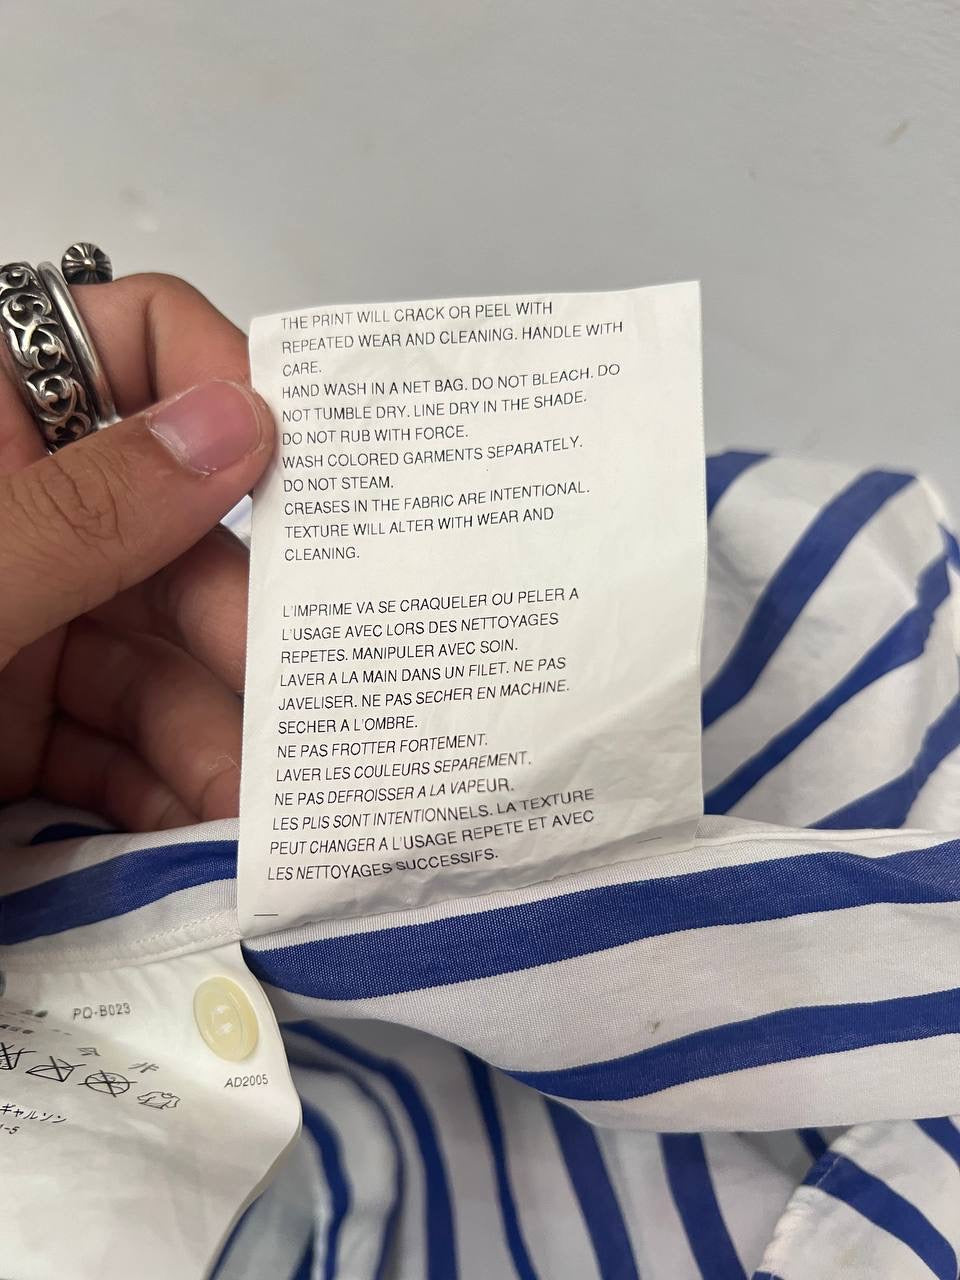 THE PRINT WILL CRACK OR PEEL WITH
REPEATED WEAR AND CLEANING. HANDLE WITH
CARE.
HAND WASH IN A NET BAG. DO NOT BLEACH. DO
NOT TUMBLE DRY. LINE DRY IN THE SHADE.
DO NOT RUB WITH FORCE.
WASH COLORED GARMENTS SEPARATELY.
DO NOT STEAM.
CREASES IN THE FABRIC ARE INTENTIONAL.
TEXTURE WILL ALTER WITH WEAR AND
CLEANING.
L'IMPRIME VA SE CRAQUELER OU PELER A
L'USAGE AVEC LORS DES NETTOYAGES
REPETES. MANIPULER AVEC SOIN.
LAVER A LA MAIN DANS UN FILET. NE PAS
JAVELISER. NE PAS SECHER EN MACHINE.
SECHER A L'OMBRE.
NE PAS FROTTER FORTEMENT.
LAVER LES COULEURS SEPAREMENT.
NE PAS DEFROISSER A LA VAPEUR.
LES PLIS SONT INTENTIONNELS. LA TEXTURE
PEUT CHANGER A L'USAGE REPETE ET AVEC
LES NETTOYAGES SUCCESSIFS.
PO-B023
AD2005
ギャルソン
-5